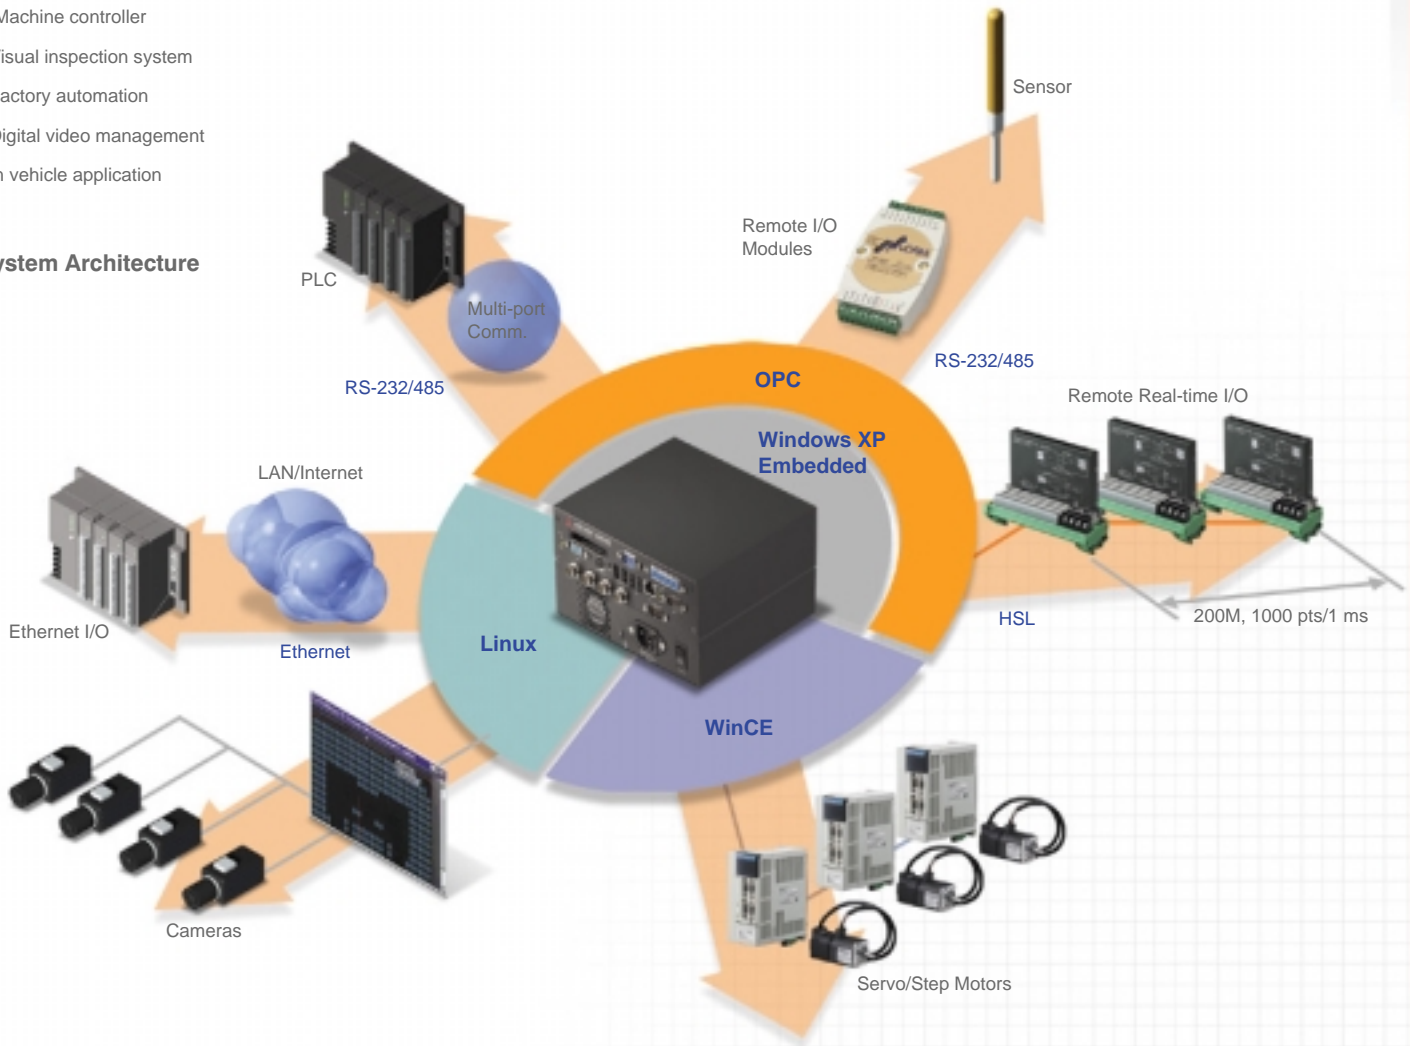 Machine controller
isual inspection system
actory automation
igital video management
n vehicle application
ystem Architecture
Sensor
Remote I/O
Modules
PLC
Multi-port
Comm.
RS-232/485
RS-232/485
OPC
Remote Real-time I/O
Windows XP
Embedded
LAN/Internet
Ethernet I/O
Ethernet
Linux
HSL
200M, 1000 pts/1 ms
WinCE
Cameras
Servo/Step Motors